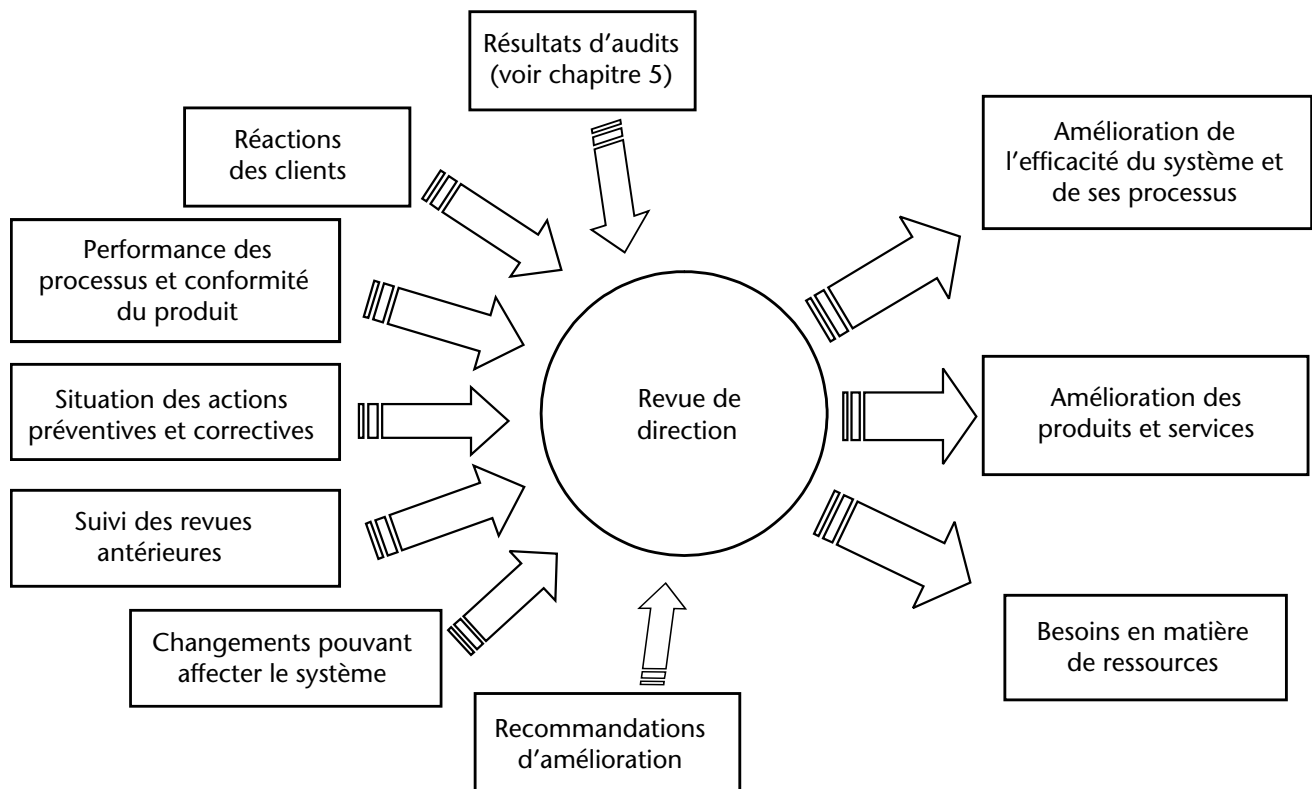 Résultats d’audits
(voir chapitre 5)
Réactions
des clients
Performance des
processus et conformité
du produit
Situation des actions
préventives et correctives
Suivi des revues
antérieures
Changements pouvant
affecter le système
Recommandations
d’amélioration
Revue de
direction
Amélioration de
l’efficacité du système et
de ses processus
Amélioration des
produits et services
Besoins en matière
de ressources